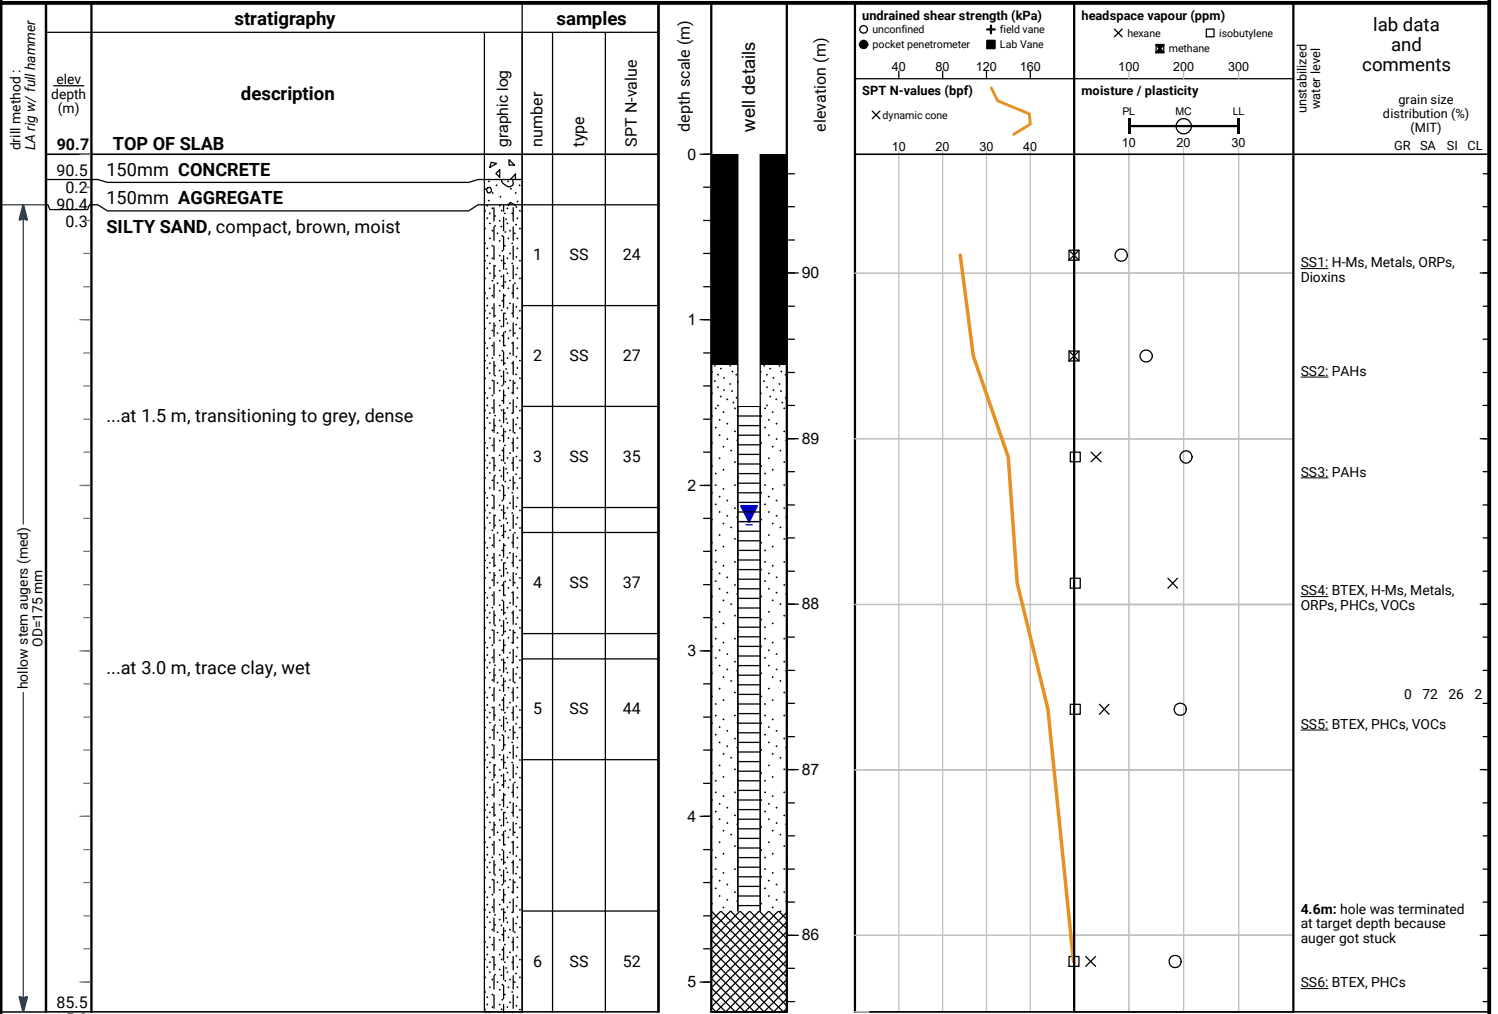 stratigraphy
samples
undrained shear strength (kPa)
unconfined
field vane
pocket penetrometer
Lab Vane
40 80 120 160
SPT N-values (bpf)
dynamic cone
10 20 30 40
headspace vapour (ppm)
hexane
isobutylene
methane
100 200 300
moisture / plasticity
PL MC LL
10 20 30
lab data
and
comments
grain size
distribution (%)
(MIT)
GR SA SI CL
unstabilized
water level
drill method :
LA rig w/ full hammer
elev
depth
(m)
description
graphic log
number
type
SPT N-value
depth scale (m)
well details
elevation (m)
90.7 TOP OF SLAB
90.5 150mm CONCRETE
0.2
90.4 150mm AGGREGATE
0.3 SILTY SAND, compact, brown, moist
...at 1.5 m, transitioning to grey, dense
...at 3.0 m, trace clay, wet
85.5
hollow stem augers (med)
OD=175 mm
1 SS 24
2 SS 27
3 SS 35
4 SS 37
5 SS 44
6 SS 52
0
1
2
3
4
5
90
89
88
87
86
SS1: H-Ms, Metals, ORPs,
Dioxins
SS2: PAHs
SS3: PAHs
SS4: BTEX, H-Ms, Metals,
ORPs, PHCs, VOCs
0 72 26 2
SS5: BTEX, PHCs, VOCs
4.6m: hole was terminated
at target depth because
auger got stuck
SS6: BTEX, PHCs